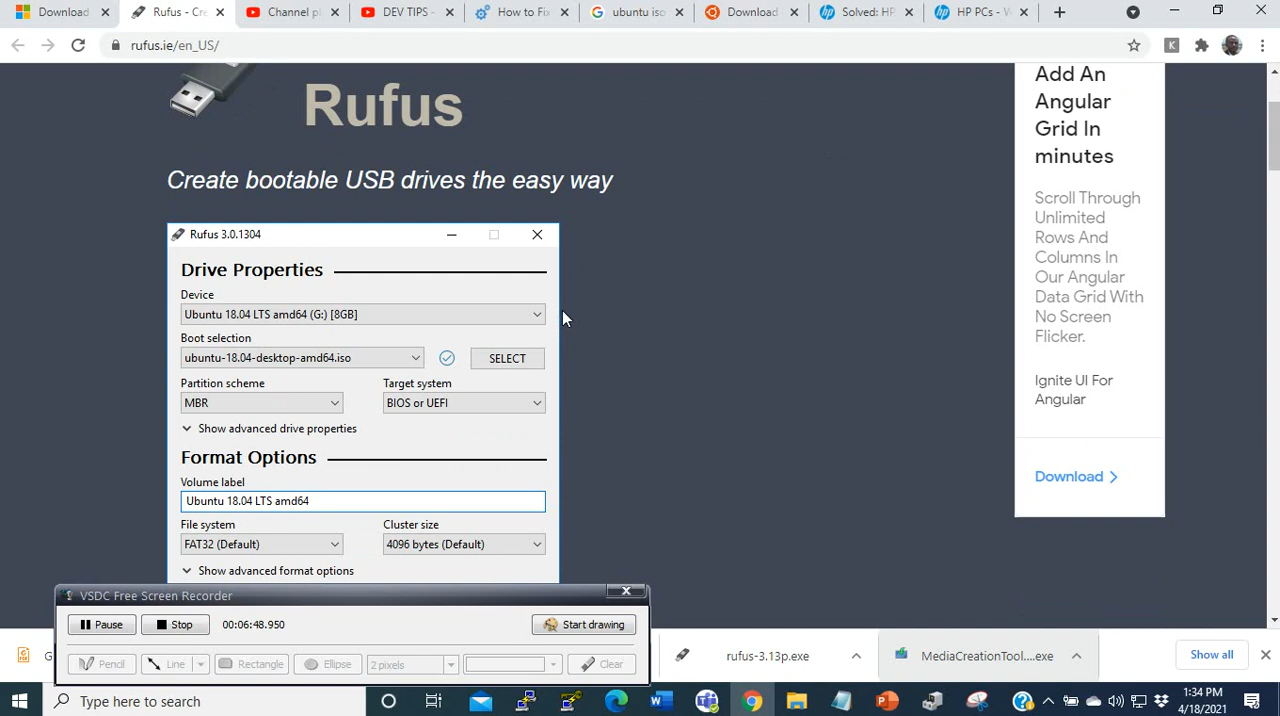 Download
Rufus - Cre
Channel pl
DEV TIPS -
How to Fix
ubuntu iso
Download
Solved: HP
HP PCs - W
rufus.ie/en_US/
K
Rufus
Create bootable USB drives the easy way
Rufus 3.0.1304
Drive Properties
Device
Ubuntu 18.04 LTS amd64 (G:) [8GB]
Boot selection
ubuntu-18.04-desktop-amd64.iso
SELECT
Partition scheme
Target system
MBR
BIOS or UEFI
Show advanced drive properties
Format Options
Volume label
Ubuntu 18.04 LTS amd64
File system
Cluster size
FAT32 (Default)
4096 bytes (Default)
Show advanced format options
Add An
Angular
Grid In
minutes
Scroll Through
Unlimited
Rows And
Columns In
Our Angular
Data Grid With
No Screen
Flicker.
Ignite UI For
Angular
Download
VSDC Free Screen Recorder
Pause
Stop
00:06:48.950
Start drawing
Pencil
Line
Rectangle
Ellipse
2 pixels
Clear
G
rufus-3.13p.exe
MediaCreationTool....exe
Show all
Type here to search
1:34 PM
4/18/2021